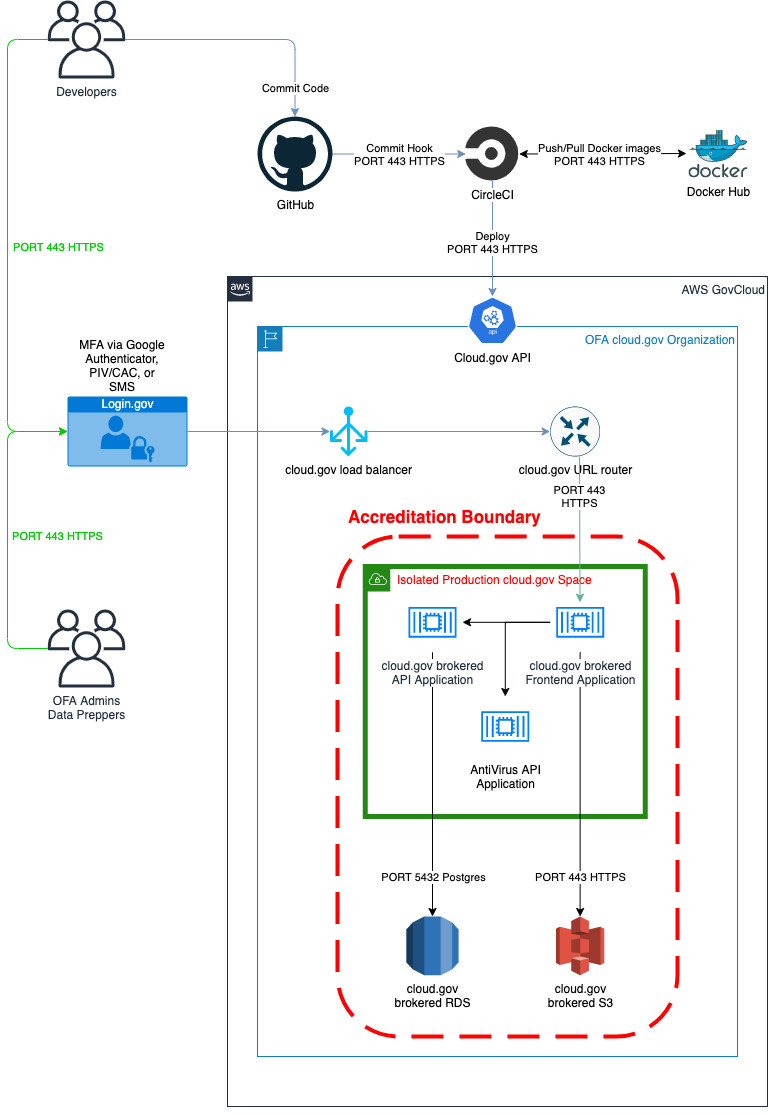 Developers
Commit Code
GitHub
Commit Hook
PORT 443 HTTPS
CircleCI
Push/Pull Docker images
PORT 443 HTTPS
docker
Docker Hub
PORT 443 HTTPS
Deploy
PORT 443 HTTPS
aws
AWS GovCloud
api
Cloud.gov API
OFA cloud.gov Organization
MFA via Google
Authenticator,
PIV/CAC, or
SMS
Login.gov
cloud.gov load balancer
cloud.gov URL router
PORT 443
HTTPS
Accreditation Boundary
PORT 443 HTTPS
Isolated Production cloud.gov Space
cloud.gov brokered
API Application
cloud.gov brokered
Frontend Application
OFA Admins
Data Preppers
AntiVirus API
Application
PORT 5432 Postgres
PORT 443 HTTPS
cloud.gov
brokered RDS
cloud.gov
brokered S3